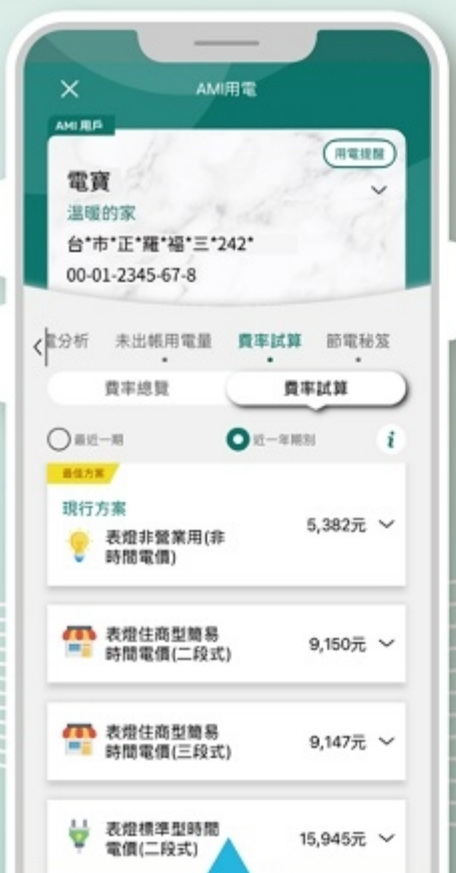 AMI用電
AMI 用戶
用電提醒
電寶
溫暖的家
台*市*正*羅*福*三*242*
00-01-2345-67-8
電分析
未出帳用電量
費率試算
節電秘笈
費率總覽
費率試算
最近一期
近一年期別
i
最佳方案
現行方案
表燈非營業用(非
時間電價)
5,382元
表燈住商型簡易
時間電價(二段式)
9,150元
表燈住商型簡易
時間電價(三段式)
9,147元
表燈標準型時間
電價(二段式)
15,945元